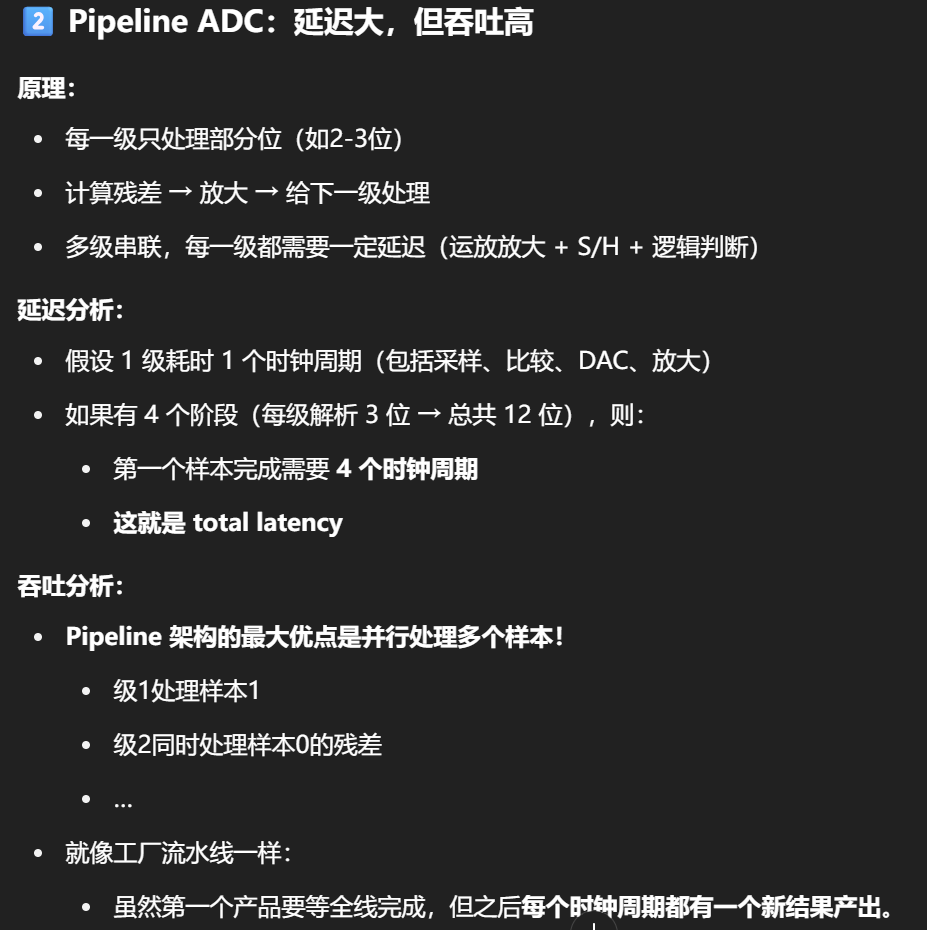 2 Pipeline ADC：延迟大，但吞吐高
原理：
• 每一级只处理部分位（如2-3位）
• 计算残差 → 放大 → 给下一级处理
• 多级串联，每一级都需要一定延迟（运放放大 + S/H + 逻辑判断）
延迟分析：
• 假设 1 级耗时 1 个时钟周期（包括采样、比较、DAC、放大）
• 如果有 4 个阶段（每级解析 3 位 → 总共 12 位），则：
• 第一个样本完成需要 4 个时钟周期
• 这就是 total latency
吞吐分析：
• Pipeline 架构的最大优点是并行处理多个样本！
• 级1处理样本1
• 级2同时处理样本0的残差
• ...
• 就像工厂流水线一样：
• 虽然第一个产品要等全线完成，但之后每个时钟周期都有一个新结果产出。